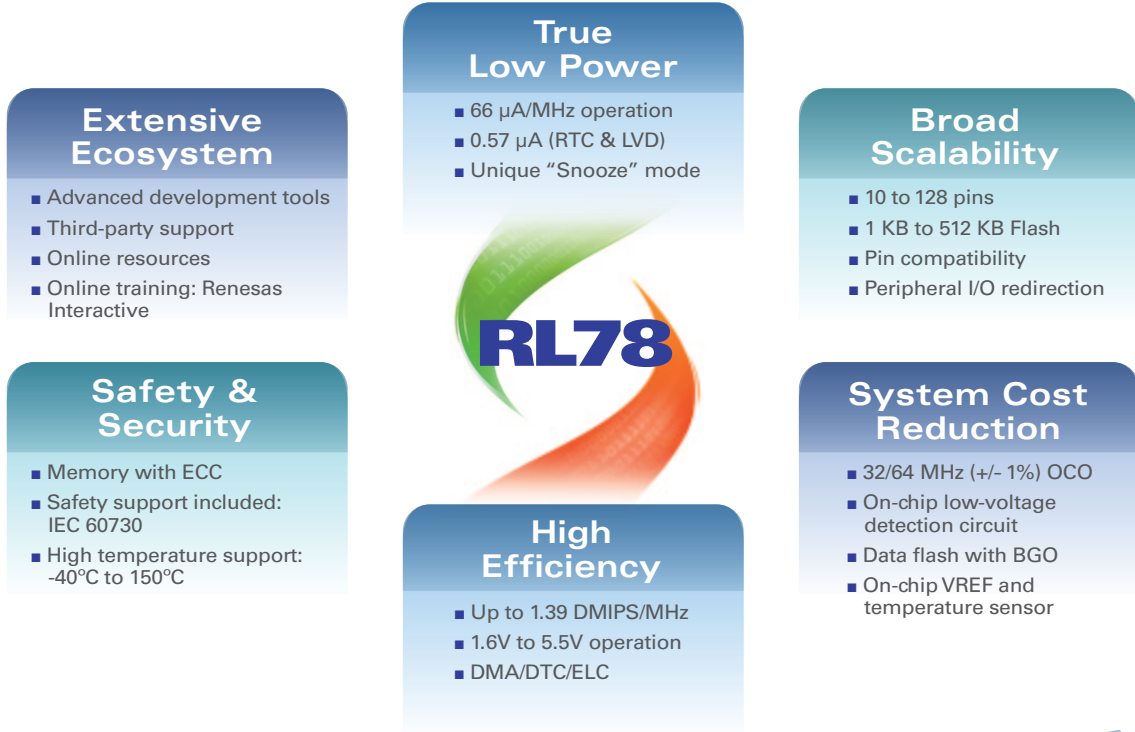 True
Low Power
■ 66 µA/MHz operation
■ 0.57 µA (RTC & LVD)
■ Unique “Snooze” mode
Extensive
Ecosystem
■ Advanced development tools
■ Third-party support
■ Online resources
■ Online training: Renesas
Interactive
Broad
Scalability
■ 10 to 128 pins
■ 1 KB to 512 KB Flash
■ Pin compatibility
■ Peripheral I/O redirection
RL78
Safety &
Security
■ Memory with ECC
■ Safety support included:
IEC 60730
■ High temperature support:
-40ºC to 150ºC
System Cost
Reduction
■ 32/64 MHz (+/- 1%) OCO
■ On-chip low-voltage
detection circuit
■ Data flash with BGO
■ On-chip VREF and
temperature sensor
High
Efficiency
■ Up to 1.39 DMIPS/MHz
■ 1.6V to 5.5V operation
■ DMA/DTC/ELC